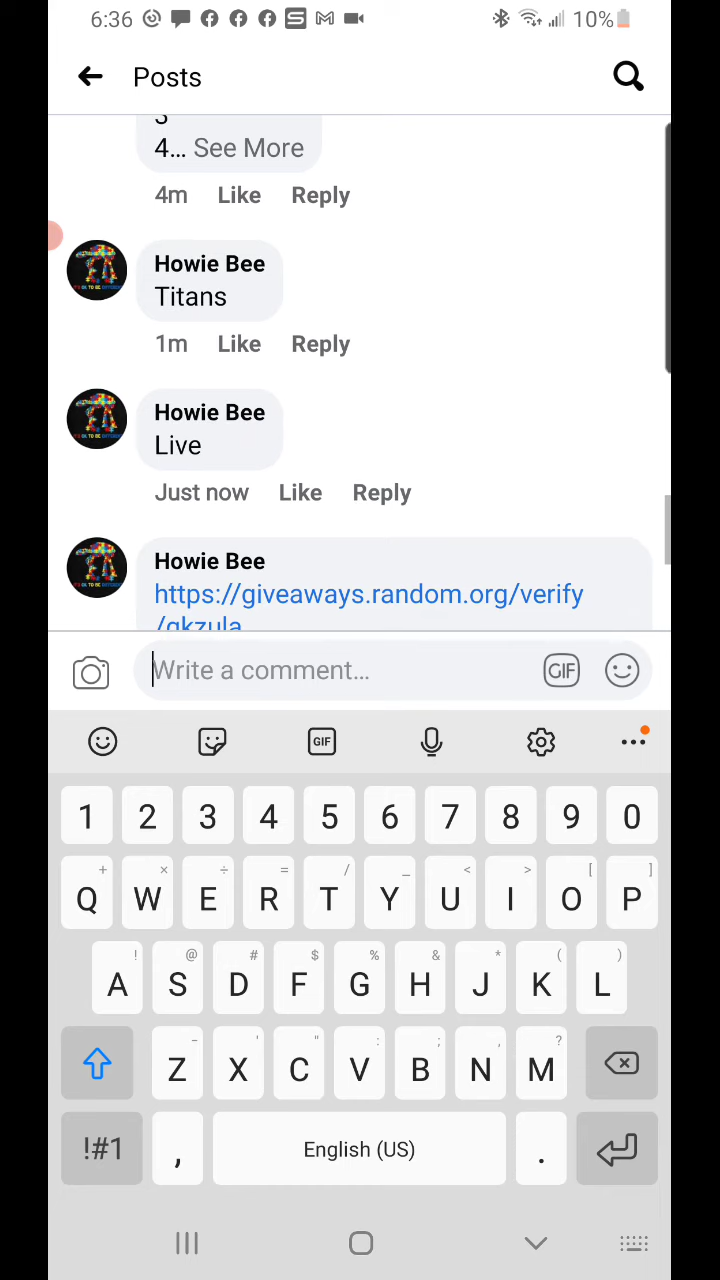 6:36
10%
Posts
3
4... See More
4m Like Reply
Howie Bee
Titans
1m Like Reply
Howie Bee
Live
Just now Like Reply
Howie Bee
https://giveaways.random.org/verify
/qkzula
Write a comment...
GIF
GIF
1 2 3 4 5 6 7 8 9 0
+ × ÷ = / _ < > [ ]
Q W E R T Y U I O P
! @ # $ % & * ( )
A S D F G H J K L
- ' " : ; , ?
Z X C V B N M
!#1 , English (US) .